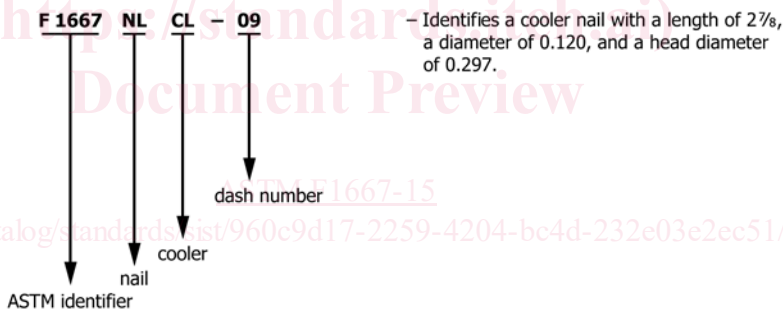 (https://standards.iteh.ai)
F 1667 NL CL – 09
– Identifies a cooler nail with a length of 2⅞,
a diameter of 0.120, and a head diameter
of 0.297.
Document Preview
ASTM F1667-15
dash number
alog/standards/sist/960c9d17-2259-4204-bc4d-232e03e2ec51/
cooler
nail
ASTM identifier